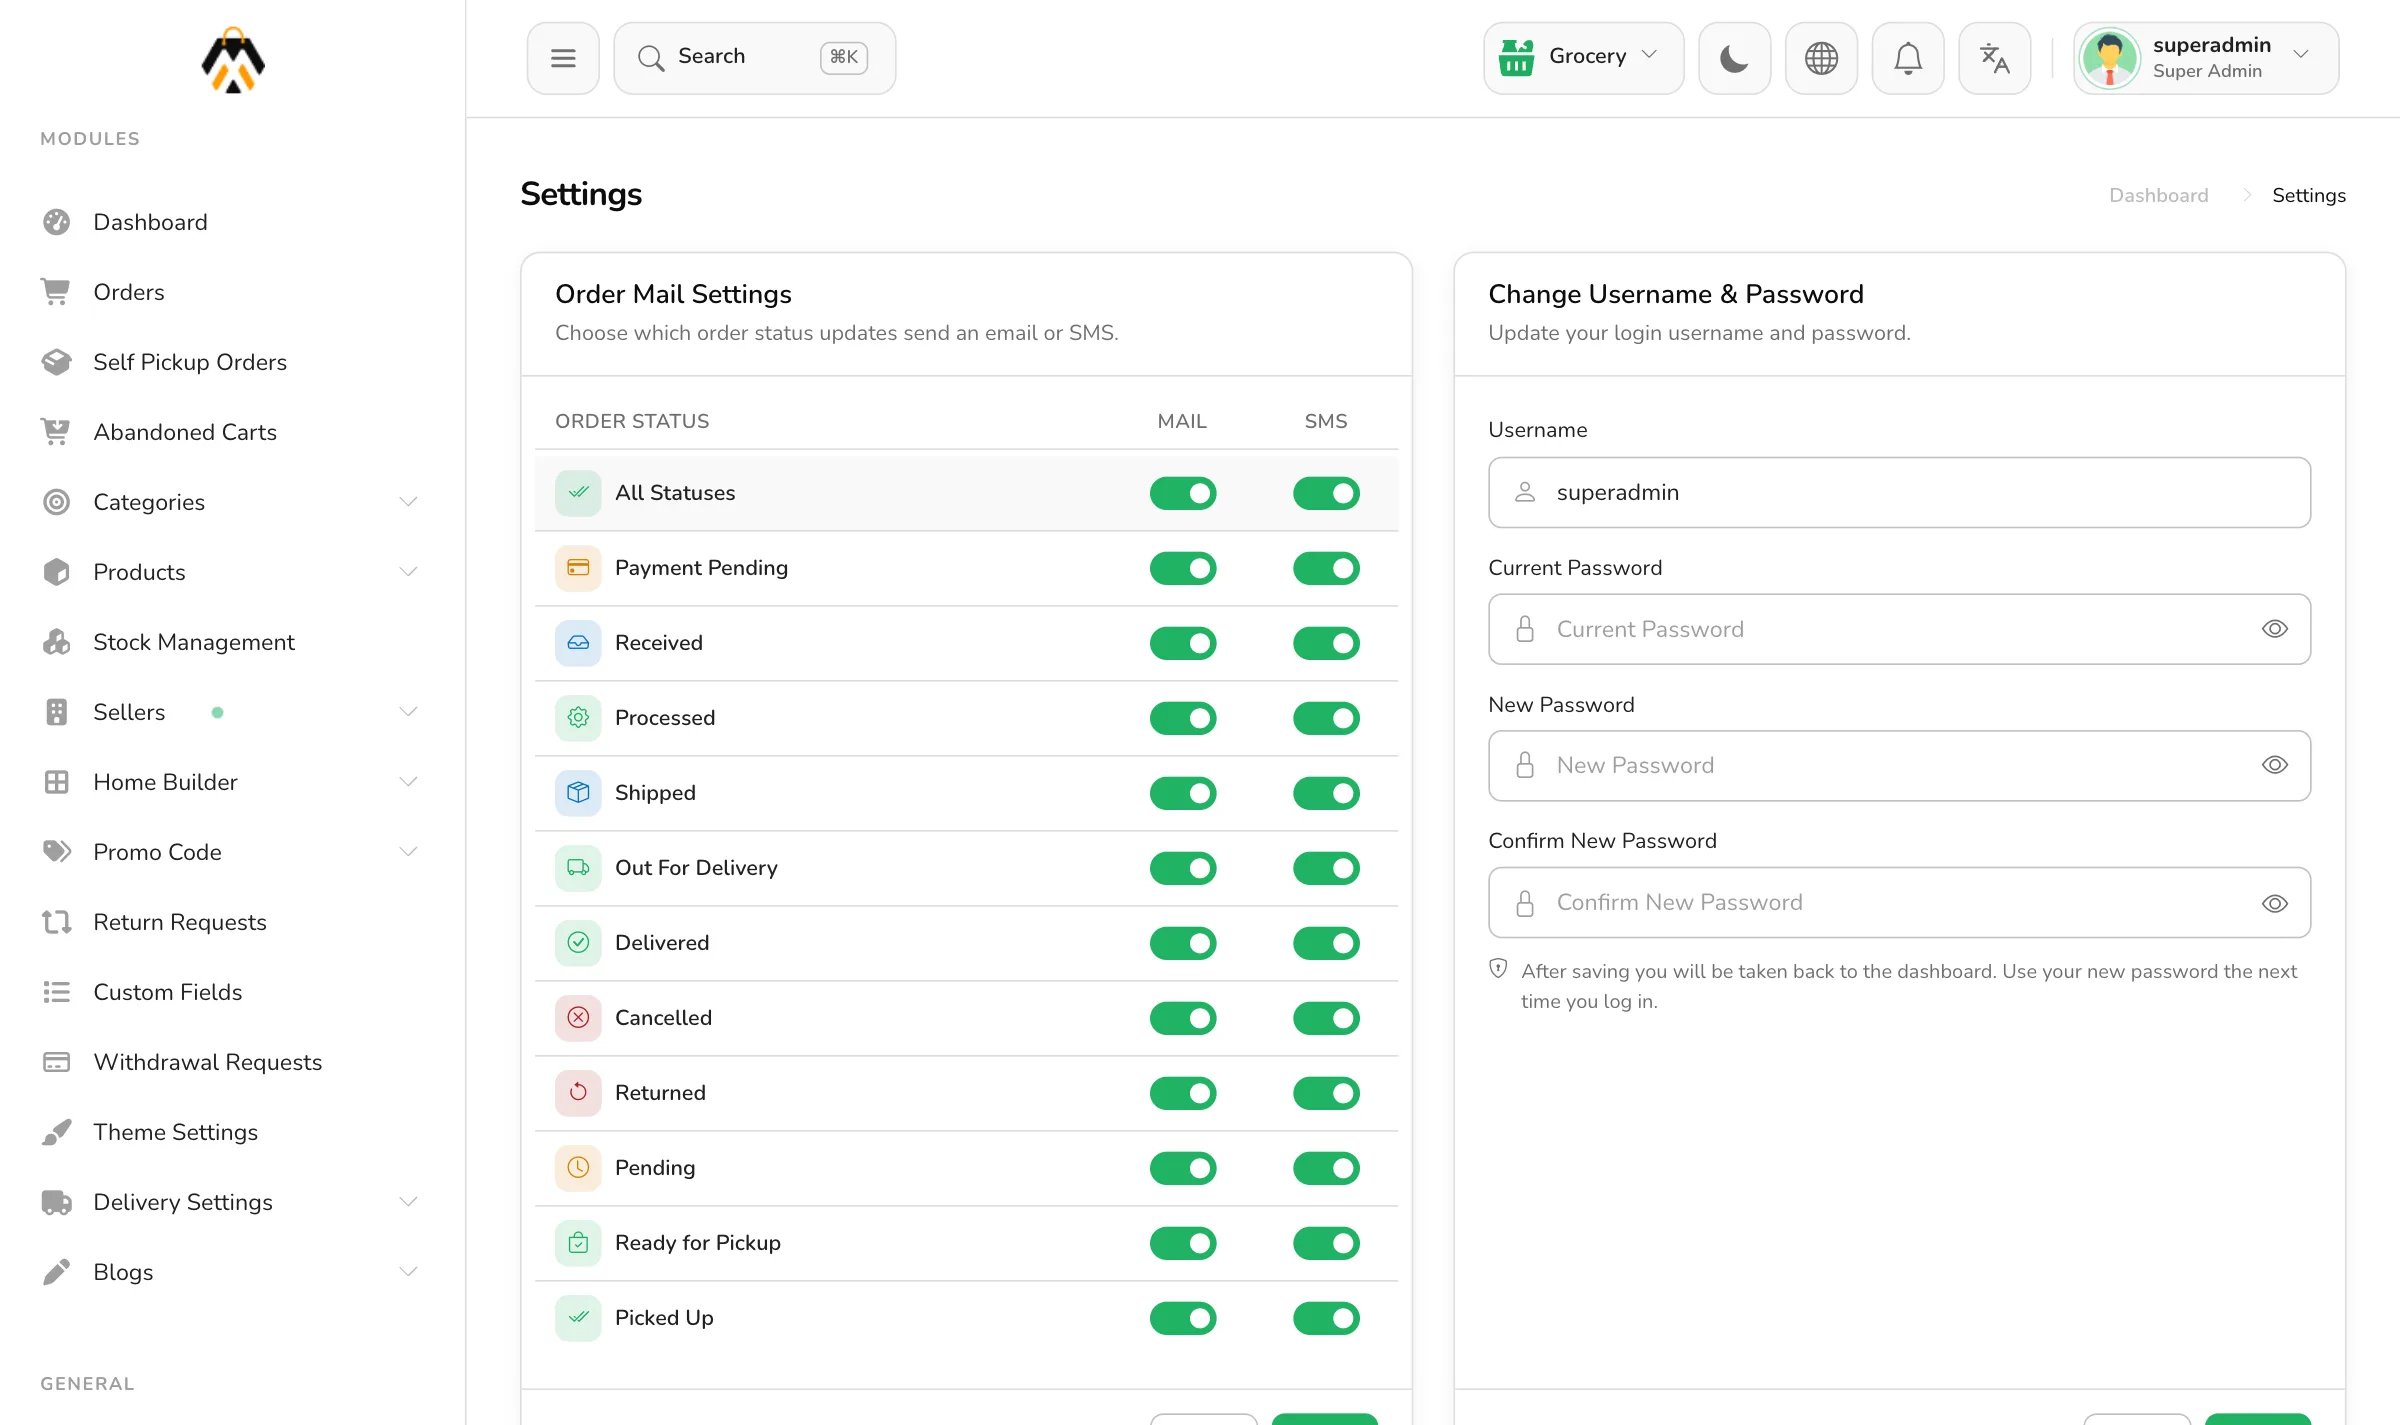 MODULES
Dashboard
Orders
Self Pickup Orders
Abandoned Carts
Categories
Products
Stock Management
Sellers
Home Builder
Promo Code
Return Requests
Custom Fields
Withdrawal Requests
Theme Settings
Delivery Settings
Blogs
GENERAL
Search ⌘K
Grocery
superadmin
Super Admin
Settings
Dashboard Settings
Order Mail Settings
Choose which order status updates send an email or SMS.
ORDER STATUS MAIL SMS
All Statuses
Payment Pending
Received
Processed
Shipped
Out For Delivery
Delivered
Cancelled
Returned
Pending
Ready for Pickup
Picked Up
Change Username & Password
Update your login username and password.
Username
superadmin
Current Password
Current Password
New Password
New Password
Confirm New Password
Confirm New Password
After saving you will be taken back to the dashboard. Use your new password the next
time you log in.